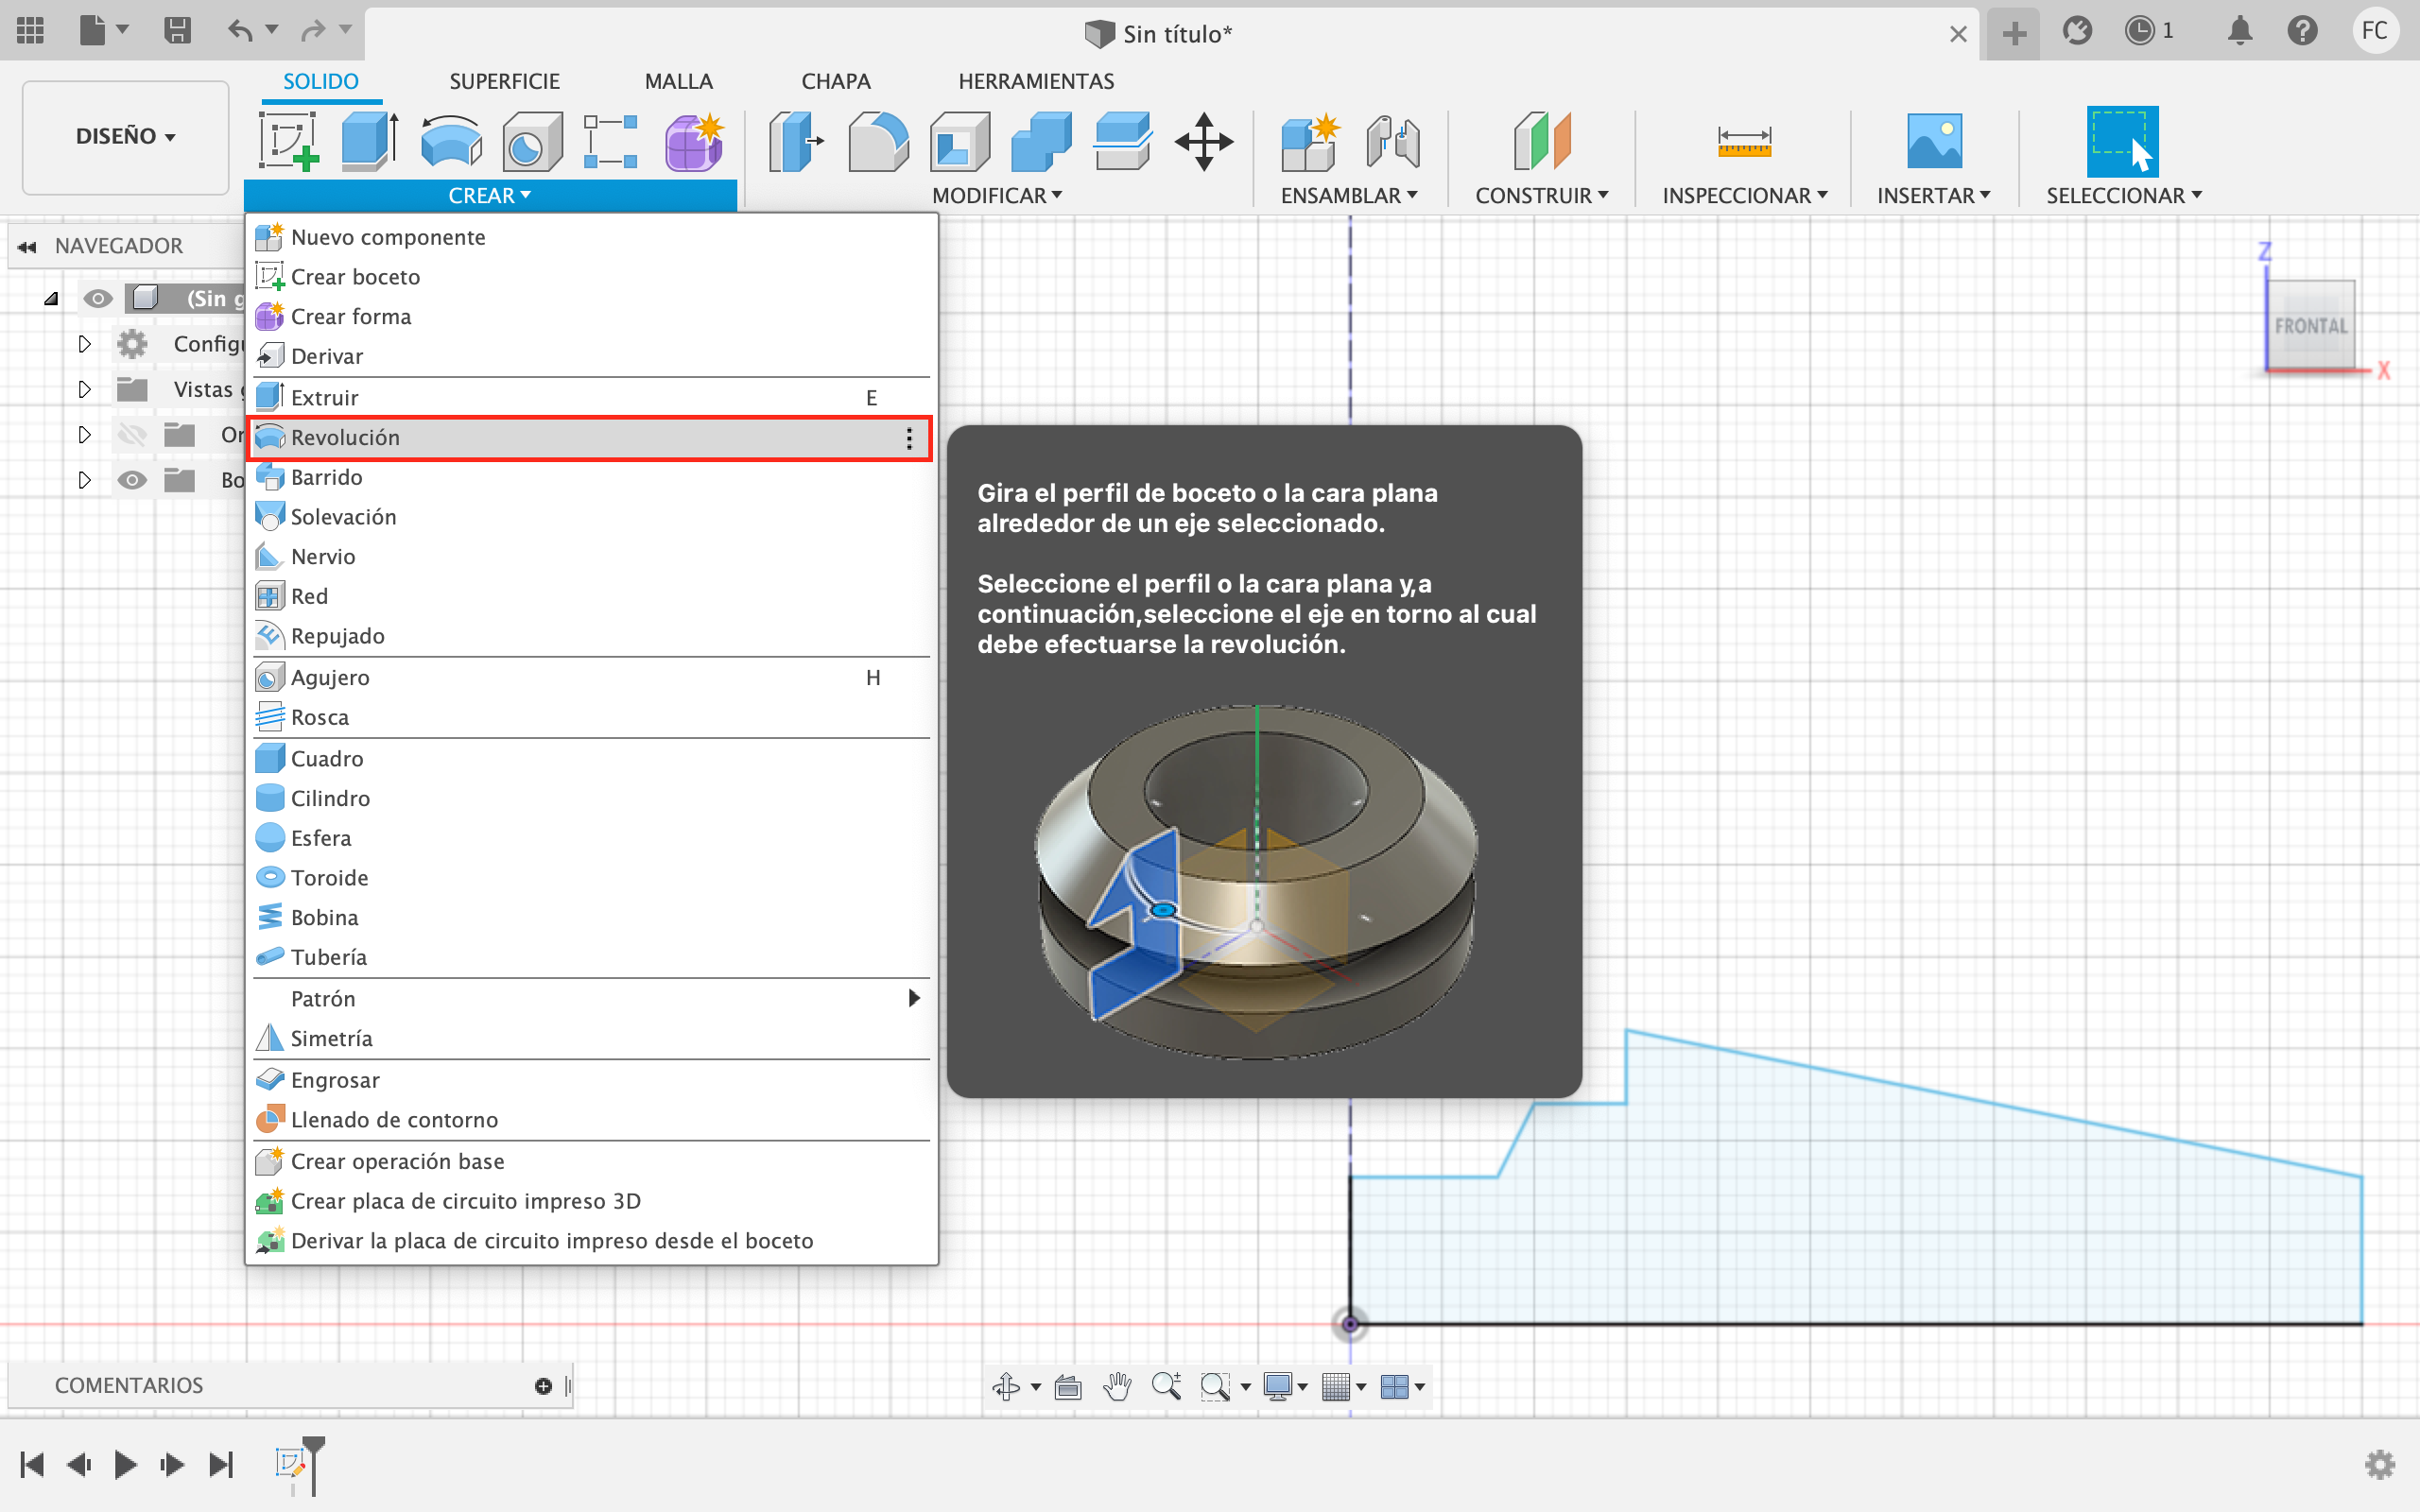 Sin título*
1
FC
SOLIDO
SUPERFICIE
MALLA
CHAPA
HERRAMIENTAS
DISEÑO
CREAR
MODIFICAR
ENSAMBLAR
CONSTRUIR
INSPECCIONAR
INSERTAR
SELECCIONAR
NAVEGADOR
(Sin g
Configu
Vistas g
Or
Bo
Nuevo componente
Crear boceto
Crear forma
Derivar
Extruir E
Revolución
Barrido
Solevación
Nervio
Red
Repujado
Agujero H
Rosca
Cuadro
Cilindro
Esfera
Toroide
Bobina
Tubería
Patrón
Simetría
Engrosar
Llenado de contorno
Crear operación base
Crear placa de circuito impreso 3D
Derivar la placa de circuito impreso desde el boceto
Gira el perfil de boceto o la cara plana
alrededor de un eje seleccionado.
Seleccione el perfil o la cara plana y,a
continuación,seleccione el eje en torno al cual
debe efectuarse la revolución.
Z
FRONTAL
X
COMENTARIOS